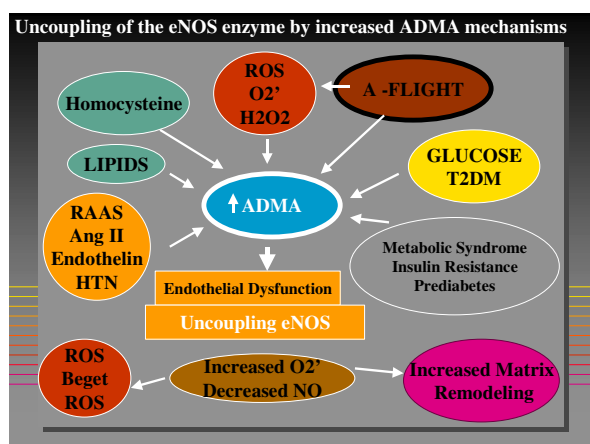 Uncoupling of the eNOS enzyme by increased ADMA mechanisms
Homocysteine
ROS
O2'
H2O2
A -FLIGHT
LIPIDS
GLUCOSE
T2DM
ADMA
RAAS
Ang II
Endothelin
HTN
Metabolic Syndrome
Insulin Resistance
Prediabetes
Endothelial Dysfunction
Uncoupling eNOS
ROS
Beget
ROS
Increased O2'
Decreased NO
Increased Matrix
Remodeling